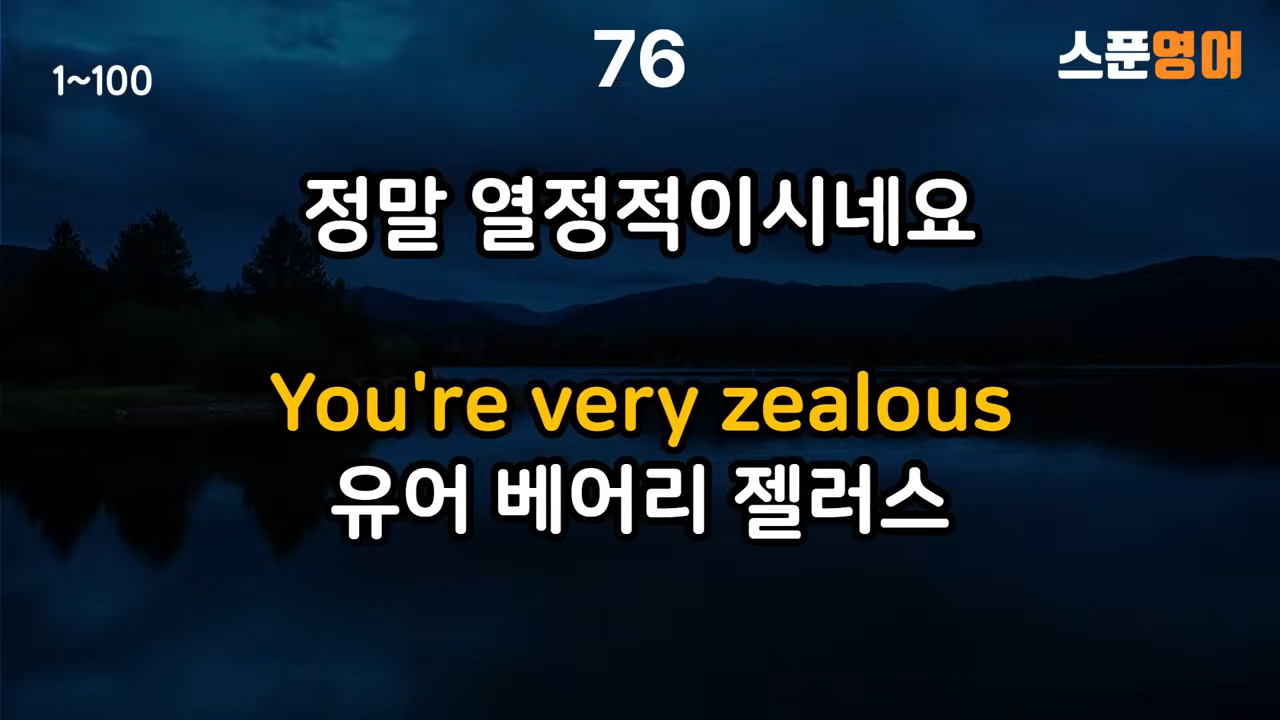 76
1~100
스푼영어
정말 열정적이시네요
You're very zealous
유어 베어리 젤러스